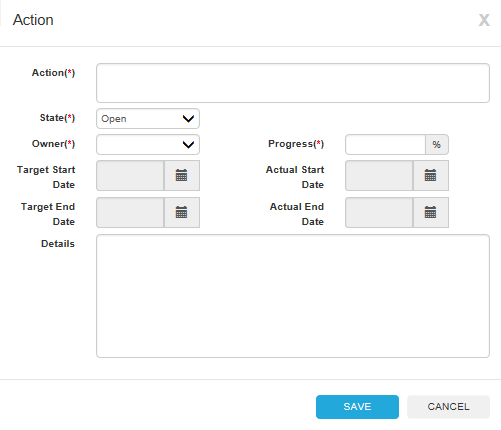 Action X
Action(*)
State(*) Open
Owner(*) Progress(*) %
Target Start Actual Start
Date Date
Target End Actual End
Date Date
Details
SAVE CANCEL